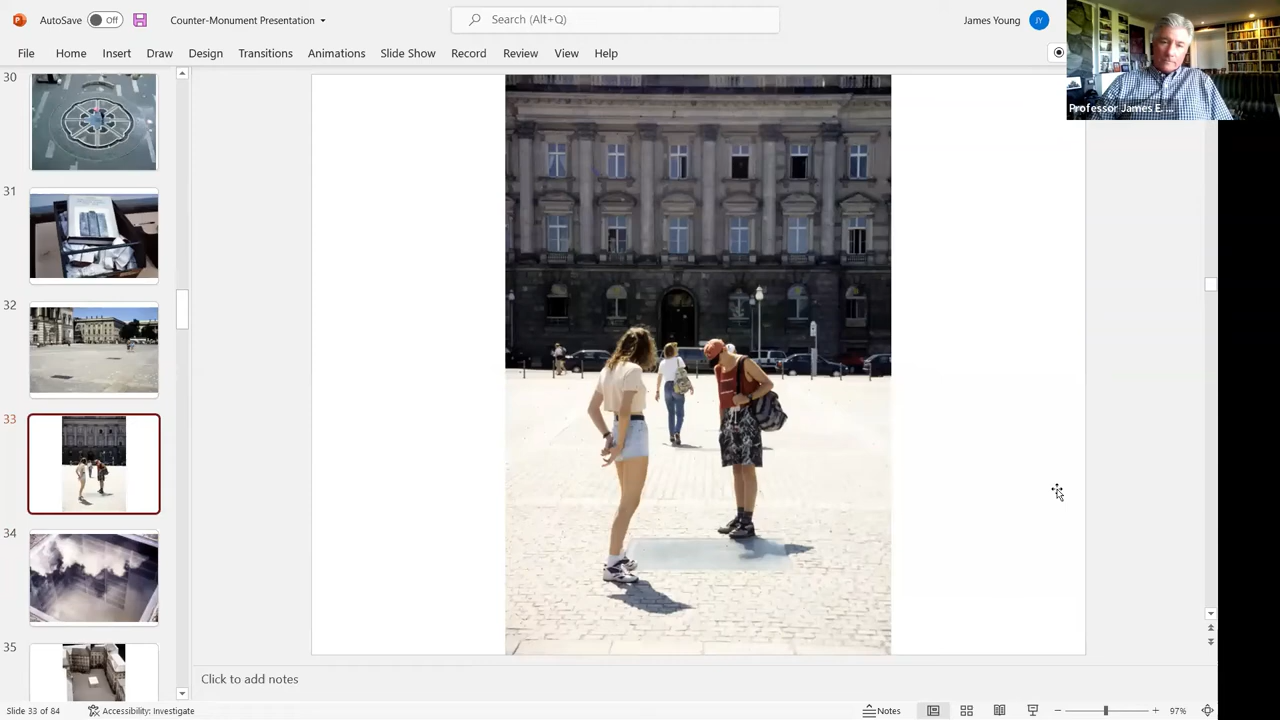 AutoSave Off Counter-Monument Presentation Search (Alt+Q) James Young JY
File Home Insert Draw Design Transitions Animations Slide Show Record Review View Help
Professor James E. ...
30
31
32
33
34
35
Click to add notes
Slide 33 of 84 Accessibility: Investigate Notes 97%